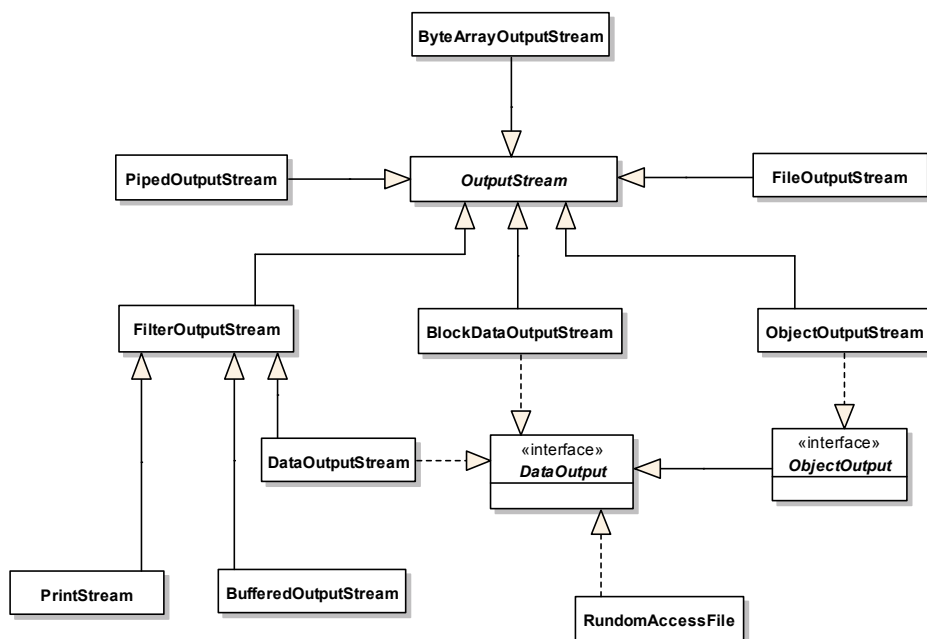 ByteArrayOutputStream
PipedOutputStream
OutputStream
FileOutputStream
FilterOutputStream
BlockDataOutputStream
ObjectOutputStream
DataOutputStream
«interface»
DataOutput
«interface»
ObjectOutput
PrintStream
BufferedOutputStream
RundomAccessFile